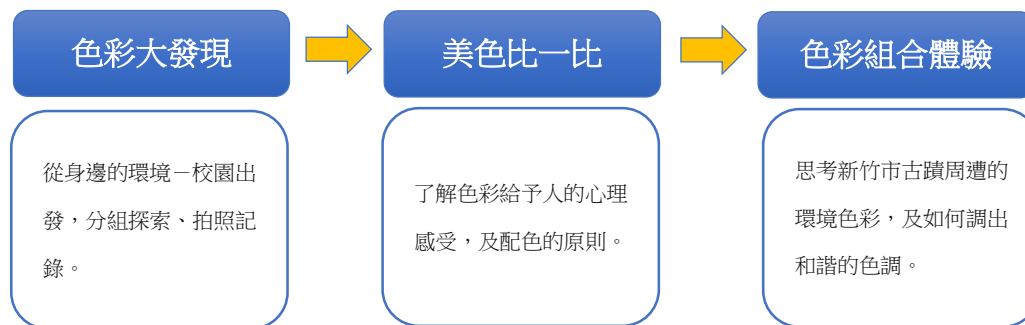 色彩大發現
美色比一比
色彩組合體驗
從身邊的環境－校園出
發，分組探索、拍照記
錄。
了解色彩給予人的心理
感受，及配色的原則。
思考新竹市古蹟周遭的
環境色彩，及如何調出
和諧的色調。